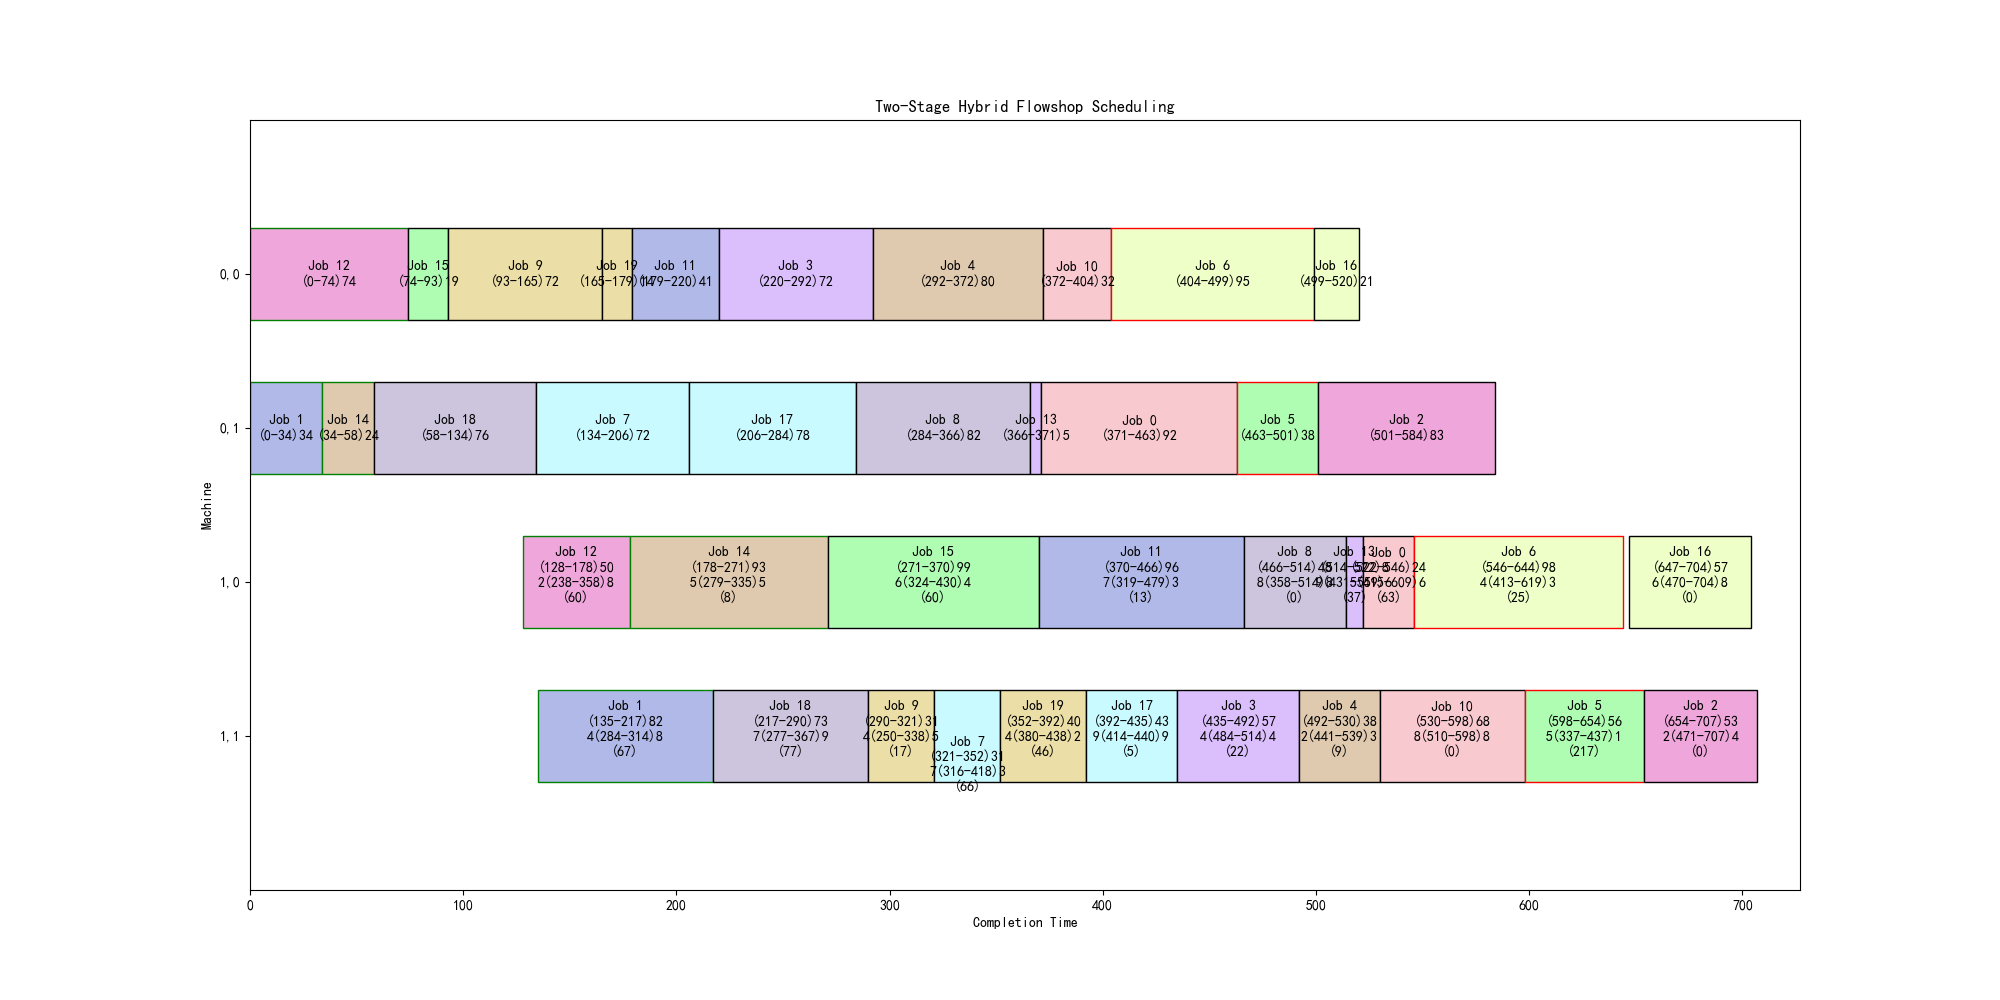 Two-Stage Hybrid Flowshop Scheduling
0,0
Job 12
(0-74)74
Job 15
(74-93)19
Job 9
(93-165)72
Job 19
(165-179)14
Job 11
(179-220)41
Job 3
(220-292)72
Job 4
(292-372)80
Job 10
(372-404)32
Job 6
(404-499)95
Job 16
(499-520)21
0,1
Job 1
(0-34)34
Job 14
(34-58)24
Job 18
(58-134)76
Job 7
(134-206)72
Job 17
(206-284)78
Job 8
(284-366)82
Job 13
(366-371)5
Job 0
(371-463)92
Job 5
(463-501)38
Job 2
(501-584)83
Machine
1,0
Job 12
(128-178)50
2(238-358)8
(60)
Job 14
(178-271)93
5(279-335)5
(8)
Job 15
(271-370)99
6(324-430)4
(60)
Job 11
(370-466)96
7(319-479)3
(13)
Job 8
(466-514)48
8(358-514)8
(0)
Job 13
(514-522)8
(37)
Job 0
(522-546)24
(63)
Job 6
(546-644)98
4(413-619)3
(25)
Job 16
(647-704)57
6(470-704)8
(0)
1,1
Job 1
(135-217)82
4(284-314)8
(67)
Job 18
(217-290)73
7(277-367)9
(77)
Job 9
(290-321)31
4(250-338)5
(17)
Job 7
(321-352)31
7(316-418)3
(66)
Job 19
(352-392)40
4(380-438)2
(46)
Job 17
(392-435)43
9(414-440)9
(5)
Job 3
(435-492)57
4(484-514)4
(22)
Job 4
(492-530)38
2(441-539)3
(9)
Job 10
(530-598)68
8(510-598)8
(0)
Job 5
(598-654)56
5(337-437)1
(217)
Job 2
(654-707)53
2(471-707)4
(0)
0
100
200
300
400
500
600
700
Completion Time